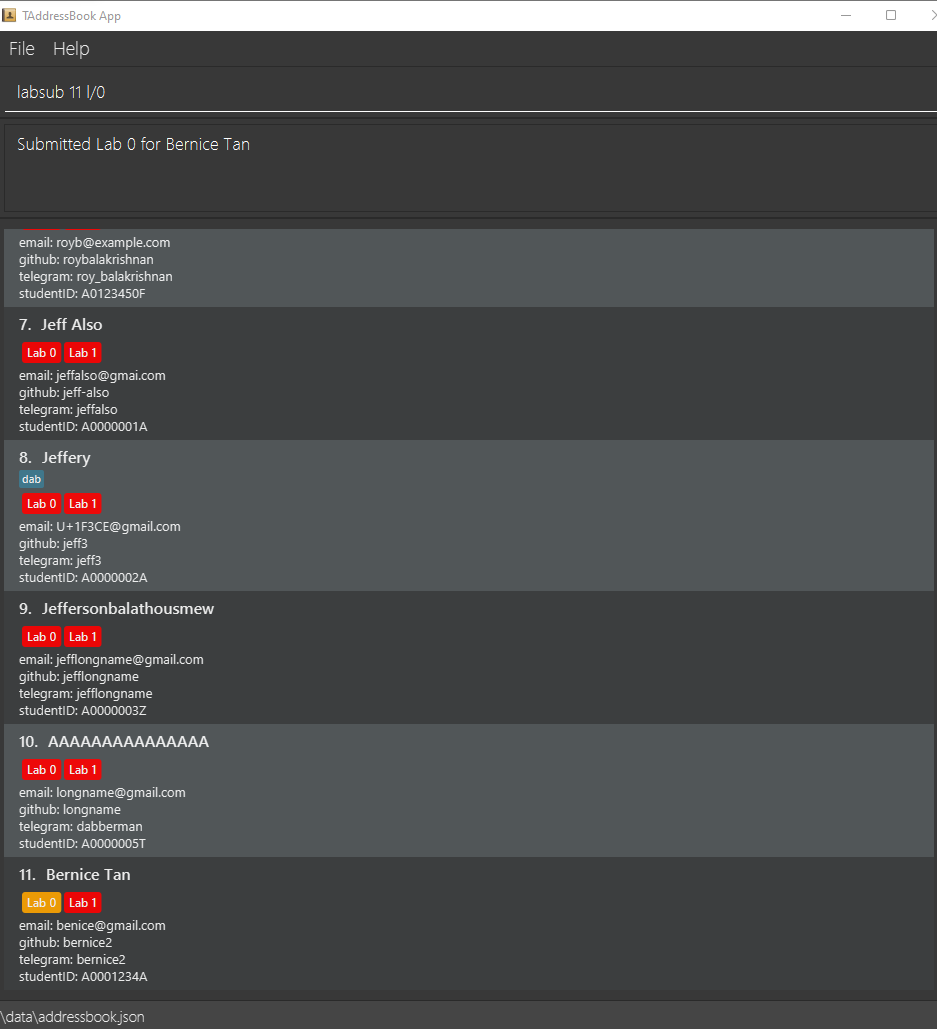 TAddressBook App
File Help
labsub 11 l/0
Submitted Lab 0 for Bernice Tan
email: royb@example.com
github: roybalakrishnan
telegram: roy_balakrishnan
studentID: A0123450F
7. Jeff Also
Lab 0 Lab 1
email: jeffalso@gmai.com
github: jeff-also
telegram: jeffalso
studentID: A0000001A
8. Jeffery
dab
Lab 0 Lab 1
email: U+1F3CE@gmail.com
github: jeff3
telegram: jeff3
studentID: A0000002A
9. Jeffersonbalathousmew
Lab 0 Lab 1
email: jefflongname@gmail.com
github: jefflongname
telegram: jefflongname
studentID: A0000003Z
10. AAAAAAAAAAAAAAA
Lab 0 Lab 1
email: longname@gmail.com
github: longname
telegram: dabberman
studentID: A0000005T
11. Bernice Tan
Lab 0 Lab 1
email: benice@gmail.com
github: bernice2
telegram: bernice2
studentID: A0001234A
\data\addressbook.json